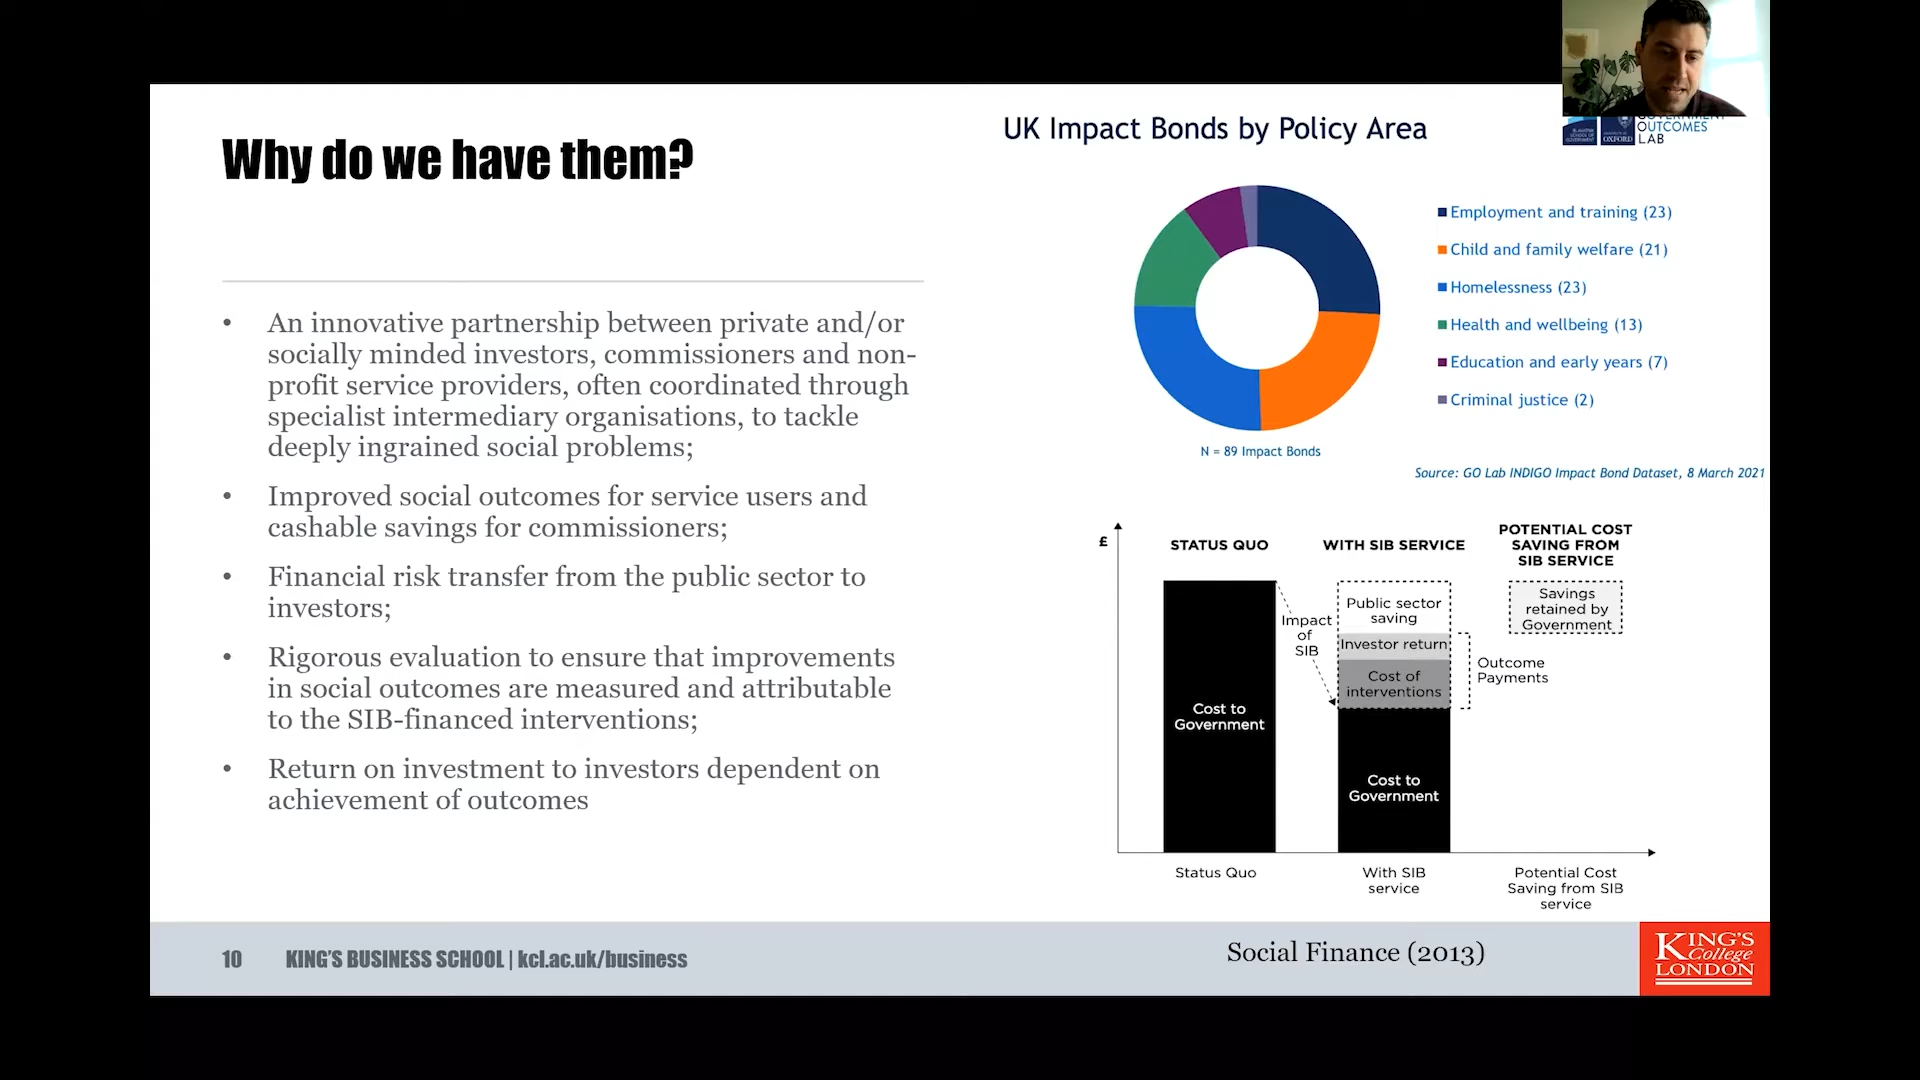 Why do we have them?
• An innovative partnership between private and/or
socially minded investors, commissioners and non-
profit service providers, often coordinated through
specialist intermediary organisations, to tackle
deeply ingrained social problems;
• Improved social outcomes for service users and
cashable savings for commissioners;
• Financial risk transfer from the public sector to
investors;
• Rigorous evaluation to ensure that improvements
in social outcomes are measured and attributable
to the SIB-financed interventions;
• Return on investment to investors dependent on
achievement of outcomes
UK Impact Bonds by Policy Area
OUTCOMES
LAB
OXFORD
Employment and training (23)
Child and family welfare (21)
Homelessness (23)
Health and wellbeing (13)
Education and early years (7)
Criminal justice (2)
N = 89 Impact Bonds
Source: GO Lab INDIGO Impact Bond Dataset, 8 March 2021
£
STATUS QUO
WITH SIB SERVICE
POTENTIAL COST
SAVING FROM
SIB SERVICE
Cost to
Government
Impact
of
SIB
Public sector
saving
Investor return
Cost of
interventions
Cost to
Government
Outcome
Payments
Savings
retained by
Government
Status Quo
With SIB
service
Potential Cost
Saving from SIB
service
10
KING'S BUSINESS SCHOOL | kcl.ac.uk/business
Social Finance (2013)
KING'S
College
LONDON